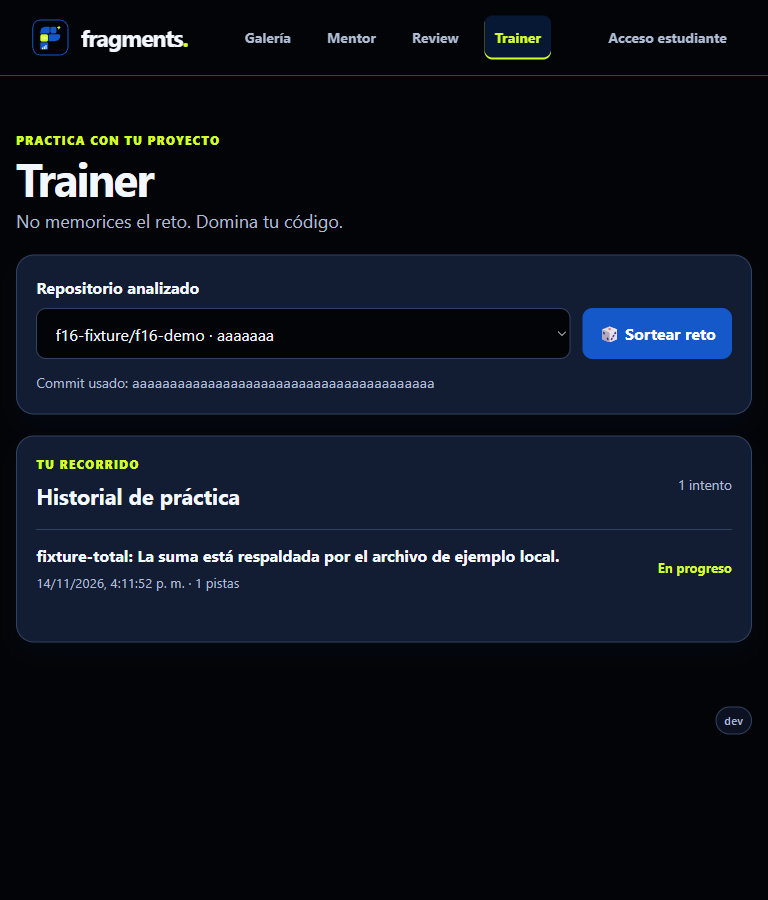 fragments.
Galería
Mentor
Review
Trainer
Acceso estudiante
PRACTICA CON TU PROYECTO
Trainer
No memorices el reto. Domina tu código.
Repositorio analizado
f16-fixture/f16-demo · aaaaaaa
🎲 Sortear reto
Commit usado: aaaaaaaaaaaaaaaaaaaaaaaaaaaaaaaaaaaaaaaa
TU RECORRIDO
Historial de práctica
1 intento
fixture-total: La suma está respaldada por el archivo de ejemplo local.
14/11/2026, 4:11:52 p. m. · 1 pistas
En progreso
dev